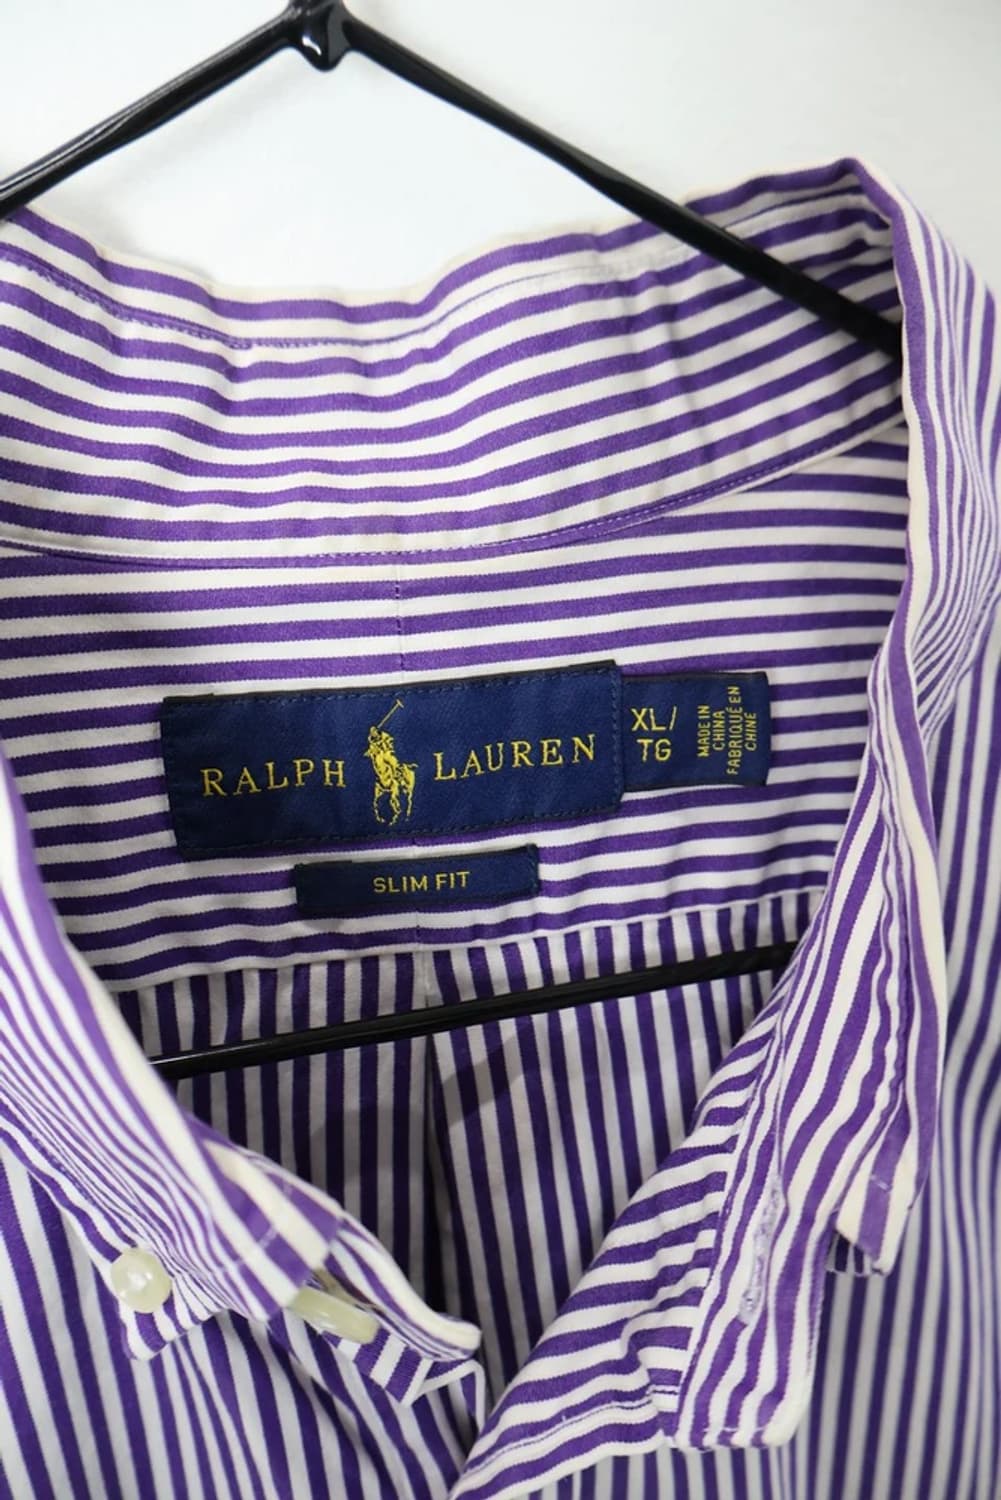 RALPH LAUREN
XL/
TG
MADE IN
CHINA
FABRIQUÉ EN
CHINE
SLIM FIT